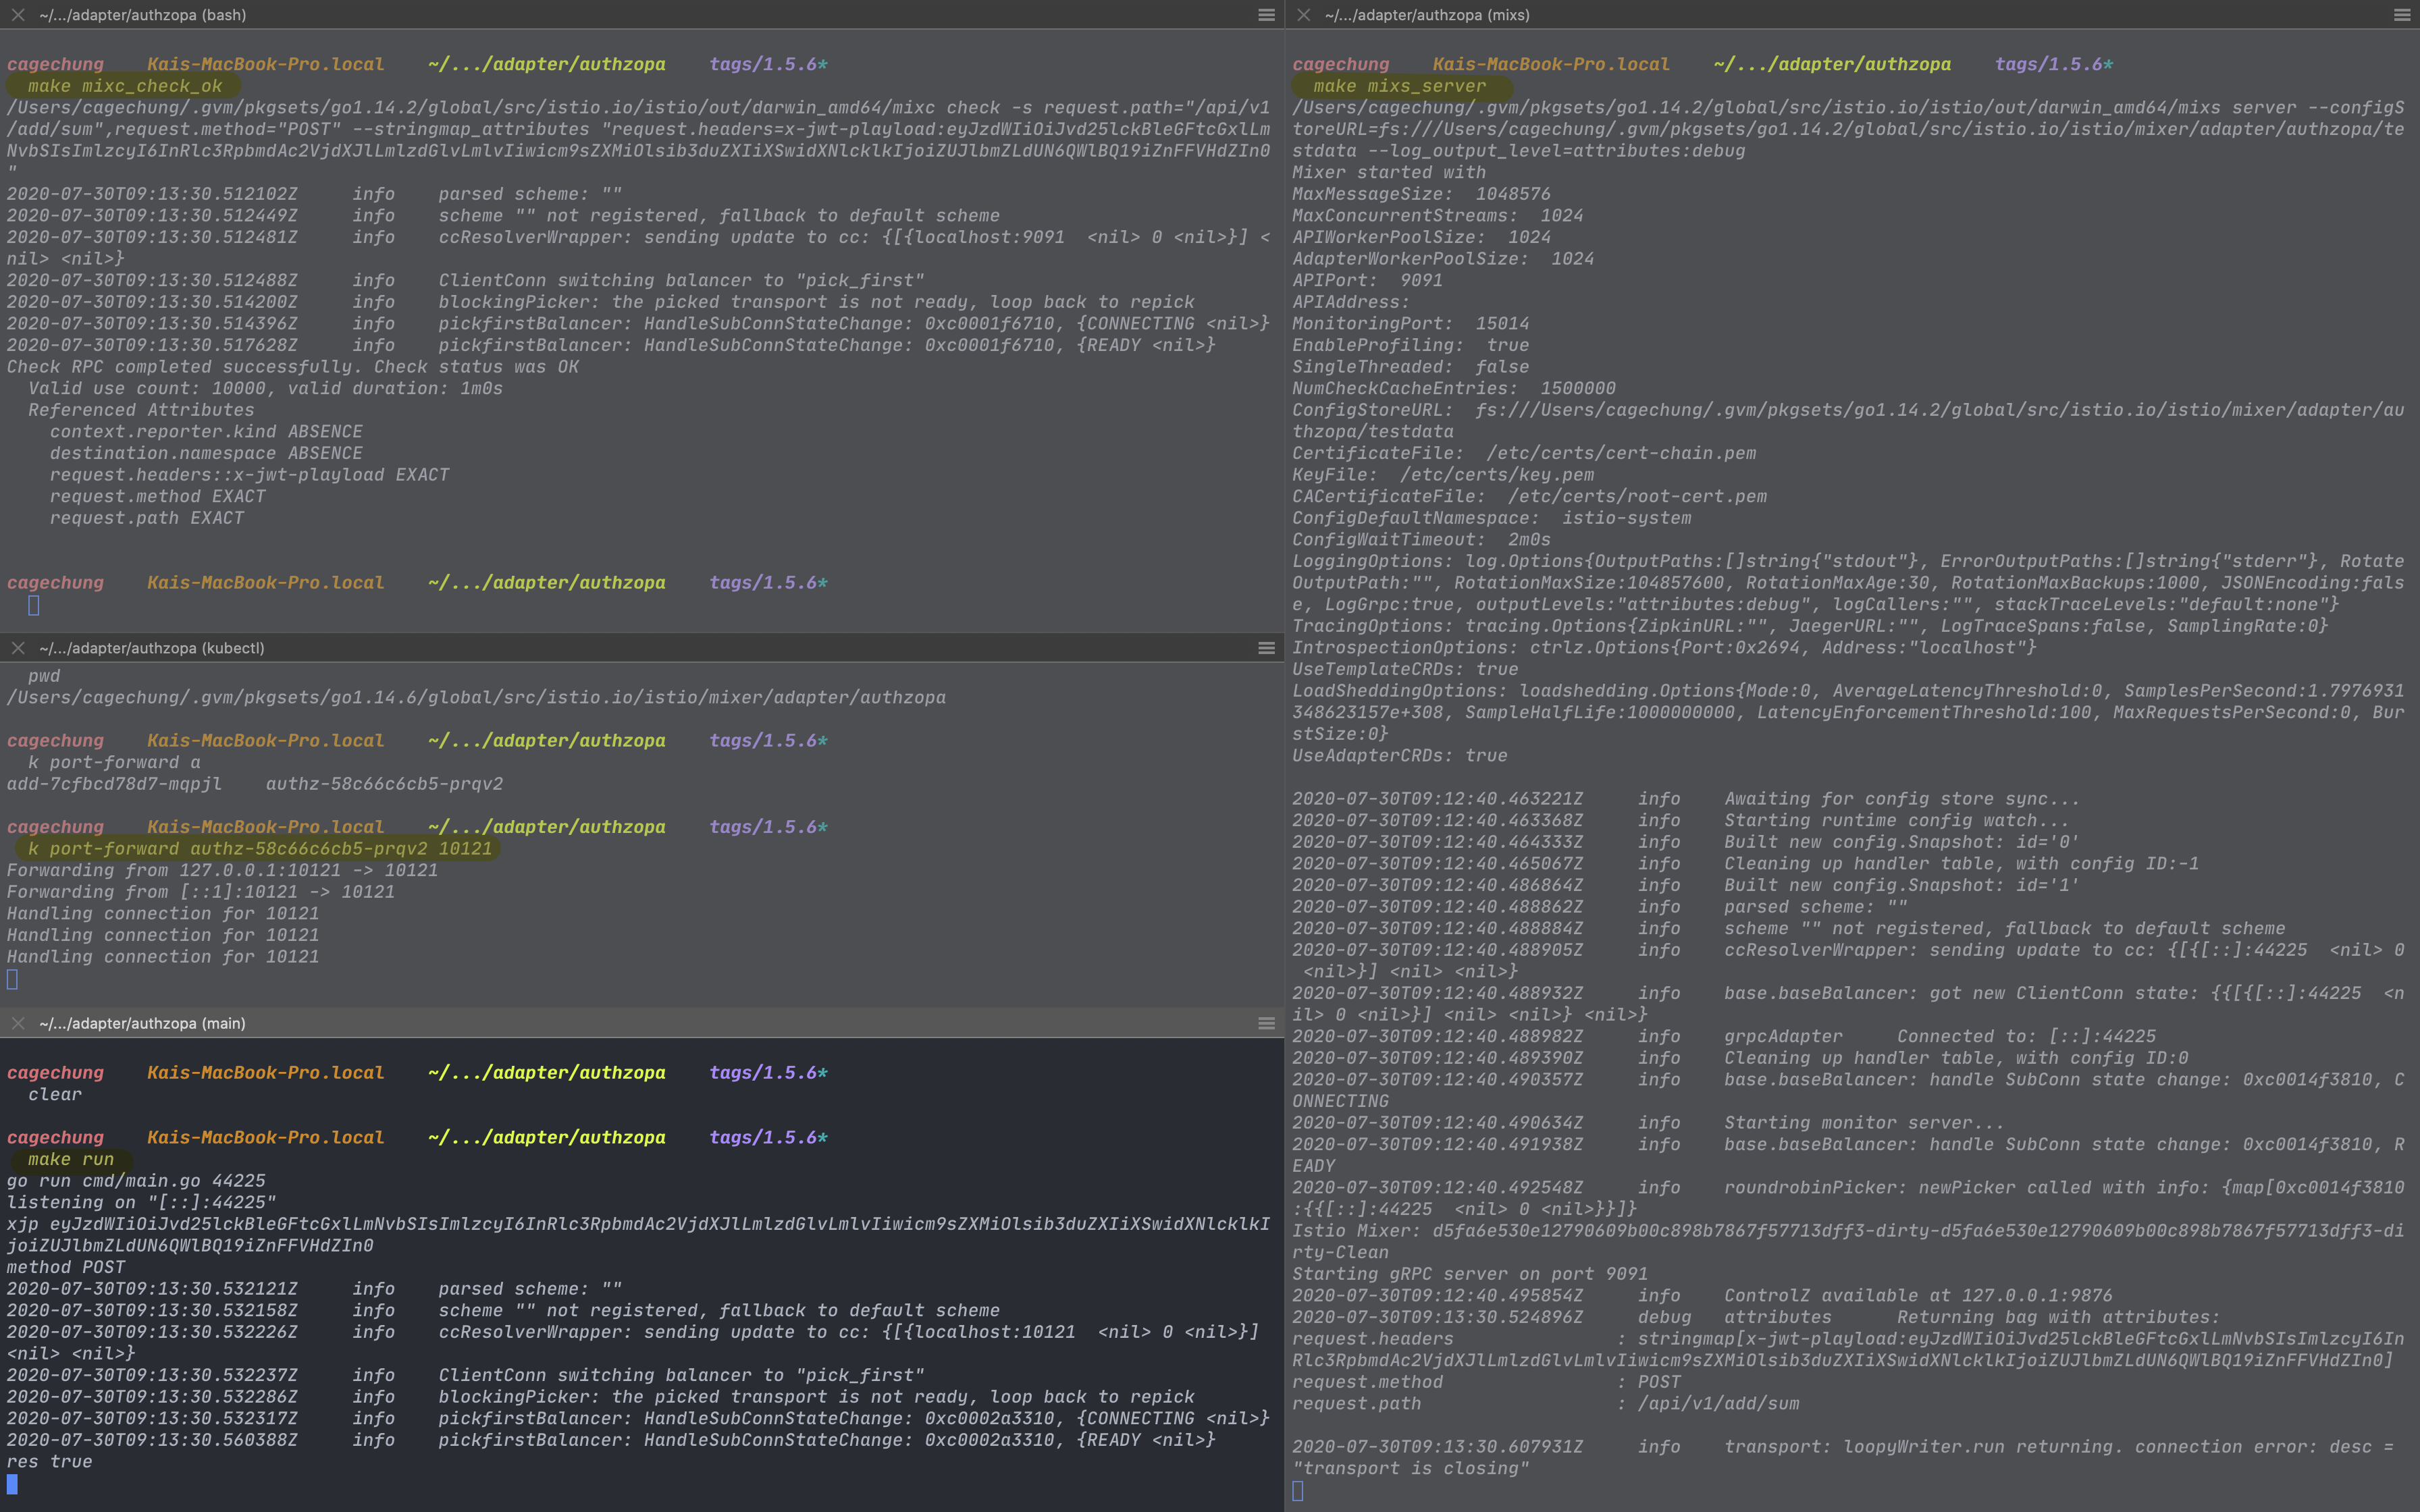 ~/.../adapter/authzopa (bash)
cagechung Kais-MacBook-Pro.local ~/.../adapter/authzopa tags/1.5.6*
make mixc_check_ok
/Users/cagechung/.gvm/pkgsets/go1.14.2/global/src/istio.io/istio/out/darwin_amd64/mixc check -s request.path="/api/v1
/add/sum",request.method="POST" --stringmap_attributes "request.headers=x-jwt-playload:eyJzdWIiOiJvd25lckBleGFtcGxlLm
NvbSIsImlzcyI6InRlc3RpbmdAc2VjdXJlLmlzdGlvLmlvIiwicm9sZXMiOlsib3duZXIiXSwidXNlcklkIjoiZUJlbmZLdUN6QWlBQ19iZnFFVHdZIn0
"
2020-07-30T09:13:30.512102Z info parsed scheme: ""
2020-07-30T09:13:30.512449Z info scheme "" not registered, fallback to default scheme
2020-07-30T09:13:30.512481Z info ccResolverWrapper: sending update to cc: {[{localhost:9091 <nil> 0 <nil>}] <
nil> <nil>}
2020-07-30T09:13:30.512488Z info ClientConn switching balancer to "pick_first"
2020-07-30T09:13:30.514200Z info blockingPicker: the picked transport is not ready, loop back to repick
2020-07-30T09:13:30.514396Z info pickfirstBalancer: HandleSubConnStateChange: 0xc0001f6710, {CONNECTING <nil>}
2020-07-30T09:13:30.517628Z info pickfirstBalancer: HandleSubConnStateChange: 0xc0001f6710, {READY <nil>}
Check RPC completed successfully. Check status was OK
Valid use count: 10000, valid duration: 1m0s
Referenced Attributes
context.reporter.kind ABSENCE
destination.namespace ABSENCE
request.headers::x-jwt-playload EXACT
request.method EXACT
request.path EXACT
cagechung Kais-MacBook-Pro.local ~/.../adapter/authzopa tags/1.5.6*
~/.../adapter/authzopa (kubectl)
pwd
/Users/cagechung/.gvm/pkgsets/go1.14.6/global/src/istio.io/istio/mixer/adapter/authzopa
cagechung Kais-MacBook-Pro.local ~/.../adapter/authzopa tags/1.5.6*
k port-forward a
add-7cfbcd78d7-mqpjl authz-58c66c6cb5-prqv2
cagechung Kais-MacBook-Pro.local ~/.../adapter/authzopa tags/1.5.6*
k port-forward authz-58c66c6cb5-prqv2 10121
Forwarding from 127.0.0.1:10121 -> 10121
Forwarding from [::1]:10121 -> 10121
Handling connection for 10121
Handling connection for 10121
Handling connection for 10121
~/.../adapter/authzopa (main)
cagechung Kais-MacBook-Pro.local ~/.../adapter/authzopa tags/1.5.6*
clear
cagechung Kais-MacBook-Pro.local ~/.../adapter/authzopa tags/1.5.6*
make run
go run cmd/main.go 44225
listening on "[::]:44225"
xjp eyJzdWIiOiJvd25lckBleGFtcGxlLmNvbSIsImlzcyI6InRlc3RpbmdAc2VjdXJlLmlzdGlvLmlvIiwicm9sZXMiOlsib3duZXIiXSwidXNlcklkI
joiZUJlbmZLdUN6QWlBQ19iZnFFVHdZIn0
method POST
2020-07-30T09:13:30.532121Z info parsed scheme: ""
2020-07-30T09:13:30.532158Z info scheme "" not registered, fallback to default scheme
2020-07-30T09:13:30.532226Z info ccResolverWrapper: sending update to cc: {[{localhost:10121 <nil> 0 <nil>}]
<nil> <nil>}
2020-07-30T09:13:30.532237Z info ClientConn switching balancer to "pick_first"
2020-07-30T09:13:30.532286Z info blockingPicker: the picked transport is not ready, loop back to repick
2020-07-30T09:13:30.532317Z info pickfirstBalancer: HandleSubConnStateChange: 0xc0002a3310, {CONNECTING <nil>}
2020-07-30T09:13:30.560388Z info pickfirstBalancer: HandleSubConnStateChange: 0xc0002a3310, {READY <nil>}
res true
~/.../adapter/authzopa (mixs)
cagechung Kais-MacBook-Pro.local ~/.../adapter/authzopa tags/1.5.6*
make mixs_server
/Users/cagechung/.gvm/pkgsets/go1.14.2/global/src/istio.io/istio/out/darwin_amd64/mixs server --configS
toreURL=fs:///Users/cagechung/.gvm/pkgsets/go1.14.2/global/src/istio.io/istio/mixer/adapter/authzopa/te
stdata --log_output_level=attributes:debug
Mixer started with
MaxMessageSize: 1048576
MaxConcurrentStreams: 1024
APIWorkerPoolSize: 1024
AdapterWorkerPoolSize: 1024
APIPort: 9091
APIAddress:
MonitoringPort: 15014
EnableProfiling: true
SingleThreaded: false
NumCheckCacheEntries: 1500000
ConfigStoreURL: fs:///Users/cagechung/.gvm/pkgsets/go1.14.2/global/src/istio.io/istio/mixer/adapter/au
thzopa/testdata
CertificateFile: /etc/certs/cert-chain.pem
KeyFile: /etc/certs/key.pem
CACertificateFile: /etc/certs/root-cert.pem
ConfigDefaultNamespace: istio-system
ConfigWaitTimeout: 2m0s
LoggingOptions: log.Options{OutputPaths:[]string{"stdout"}, ErrorOutputPaths:[]string{"stderr"}, Rotate
OutputPath:"", RotationMaxSize:104857600, RotationMaxAge:30, RotationMaxBackups:1000, JSONEncoding:fals
e, LogGrpc:true, outputLevels:"attributes:debug", logCallers:"", stackTraceLevels:"default:none"}
TracingOptions: tracing.Options{ZipkinURL:"", JaegerURL:"", LogTraceSpans:false, SamplingRate:0}
IntrospectionOptions: ctrlz.Options{Port:0x2694, Address:"localhost"}
UseTemplateCRDs: true
LoadSheddingOptions: loadshedding.Options{Mode:0, AverageLatencyThreshold:0, SamplesPerSecond:1.7976931
348623157e+308, SampleHalfLife:1000000000, LatencyEnforcementThreshold:100, MaxRequestsPerSecond:0, Bur
stSize:0}
UseAdapterCRDs: true
2020-07-30T09:12:40.463221Z info Awaiting for config store sync...
2020-07-30T09:12:40.463368Z info Starting runtime config watch...
2020-07-30T09:12:40.464333Z info Built new config.Snapshot: id='0'
2020-07-30T09:12:40.465067Z info Cleaning up handler table, with config ID:-1
2020-07-30T09:12:40.486864Z info Built new config.Snapshot: id='1'
2020-07-30T09:12:40.488862Z info parsed scheme: ""
2020-07-30T09:12:40.488884Z info scheme "" not registered, fallback to default scheme
2020-07-30T09:12:40.488905Z info ccResolverWrapper: sending update to cc: {[{[::]:44225 <nil> 0
<nil>}] <nil> <nil>}
2020-07-30T09:12:40.488932Z info base.baseBalancer: got new ClientConn state: {{[{[::]:44225 <n
il> 0 <nil>}] <nil> <nil>} <nil>}
2020-07-30T09:12:40.488982Z info grpcAdapter Connected to: [::]:44225
2020-07-30T09:12:40.489390Z info Cleaning up handler table, with config ID:0
2020-07-30T09:12:40.490357Z info base.baseBalancer: handle SubConn state change: 0xc0014f3810, C
ONNECTING
2020-07-30T09:12:40.490634Z info Starting monitor server...
2020-07-30T09:12:40.491938Z info base.baseBalancer: handle SubConn state change: 0xc0014f3810, R
EADY
2020-07-30T09:12:40.492548Z info roundrobinPicker: newPicker called with info: {map[0xc0014f3810
:{{[::]:44225 <nil> 0 <nil>}}]}
Istio Mixer: d5fa6e530e12790609b00c898b7867f57713dff3-dirty-d5fa6e530e12790609b00c898b7867f57713dff3-di
rty-Clean
Starting gRPC server on port 9091
2020-07-30T09:12:40.495854Z info ControlZ available at 127.0.0.1:9876
2020-07-30T09:13:30.524896Z debug attributes Returning bag with attributes:
request.headers : stringmap[x-jwt-playload:eyJzdWIiOiJvd25lckBleGFtcGxlLmNvbSIsImlzcyI6In
Rlc3RpbmdAc2VjdXJlLmlzdGlvLmlvIiwicm9sZXMiOlsib3duZXIiXSwidXNlcklkIjoiZUJlbmZLdUN6QWlBQ19iZnFFVHdZIn0]
request.method : POST
request.path : /api/v1/add/sum
2020-07-30T09:13:30.607931Z info transport: loopyWriter.run returning. connection error: desc =
"transport is closing"